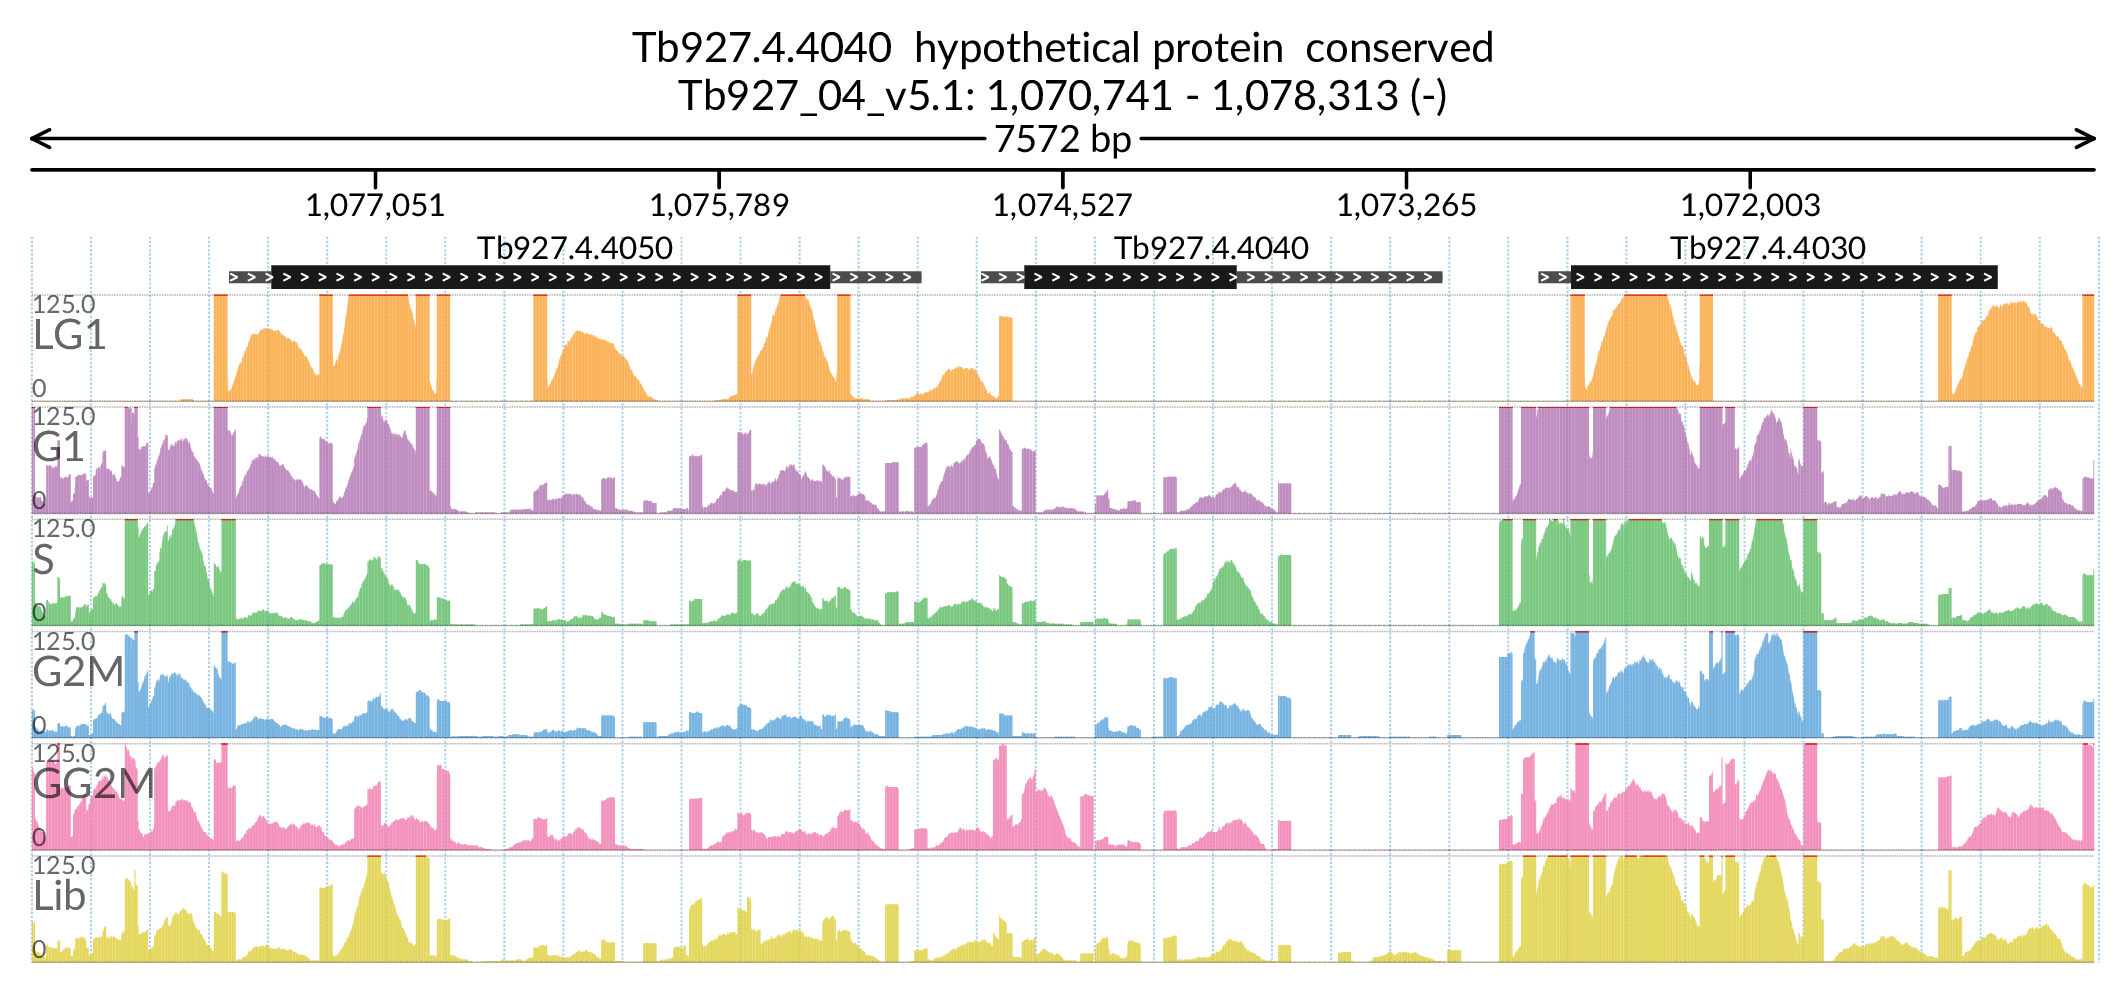 Tb927.4.4040  hypothetical protein  conserved
Tb927_04_v5.1: 1,070,741 - 1,078,313 (-)
7572 bp
1,077,051 1,075,789 1,074,527 1,073,265 1,072,003
Tb927.4.4050 Tb927.4.4040 Tb927.4.4030
125.0
LG1
0
125.0
G1
0
125.0
S
0
125.0
G2M
0
125.0
GG2M
0
125.0
Lib
0